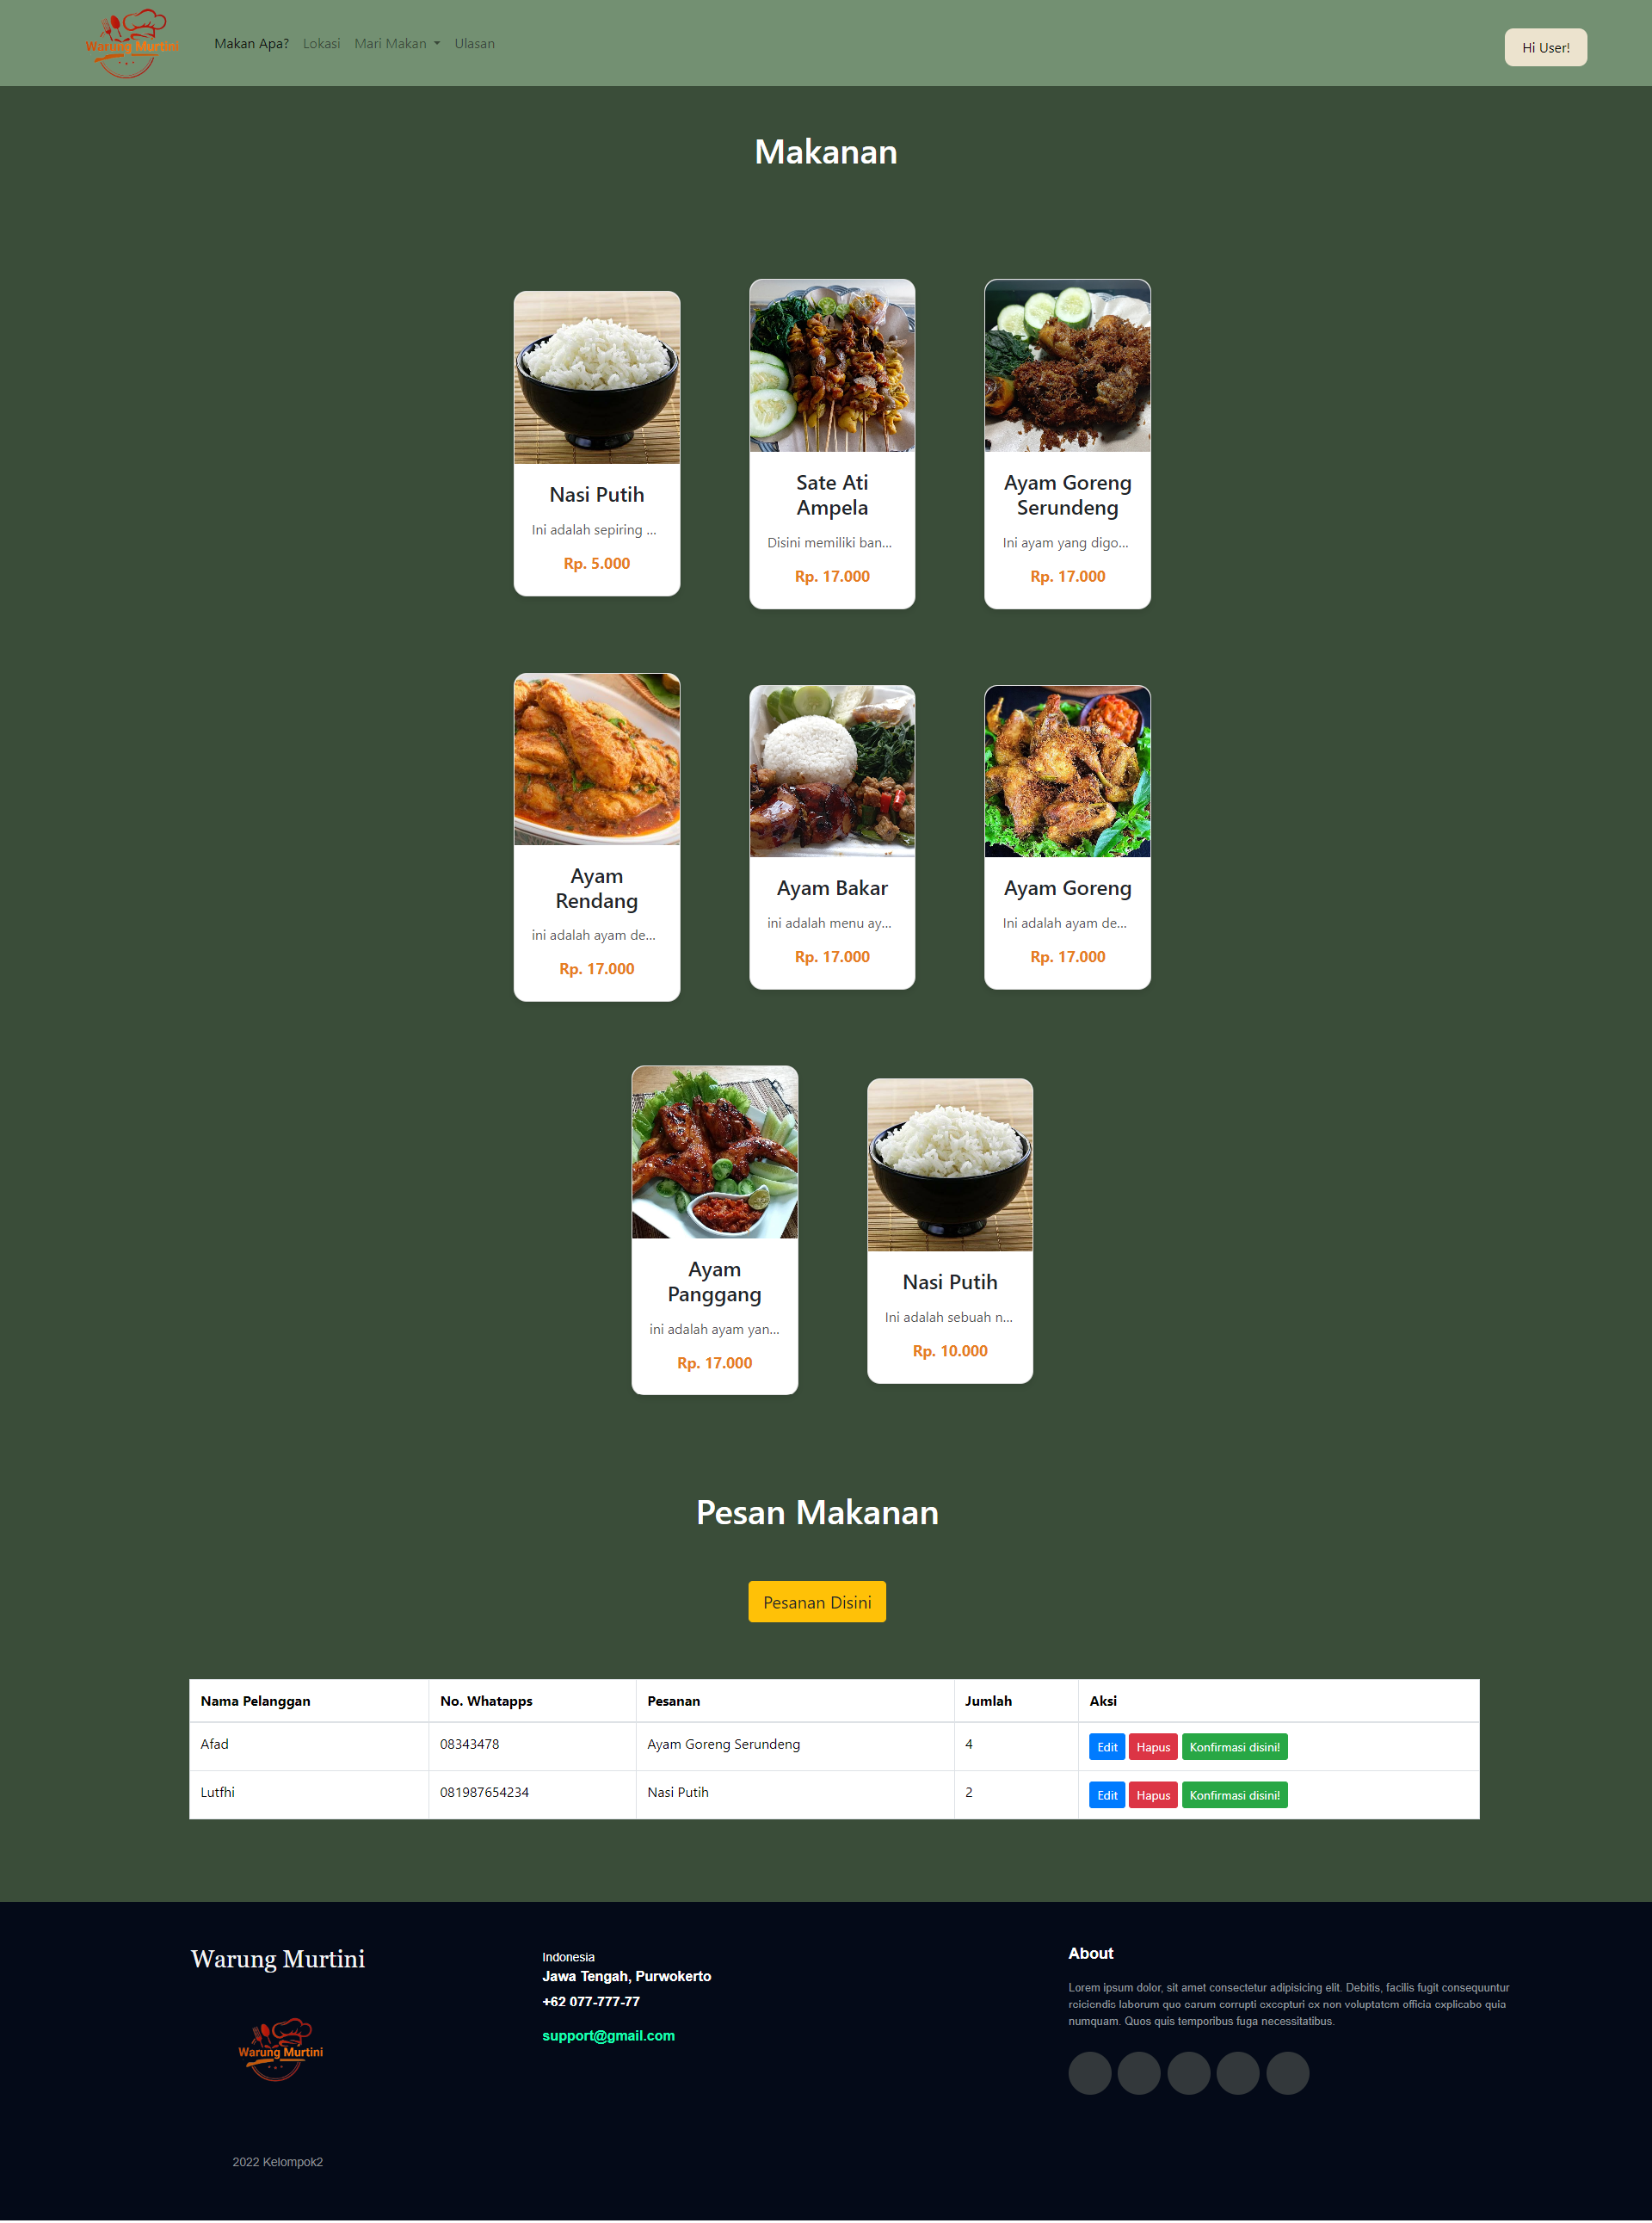 Warung Murtini
Makan Apa? Lokasi Mari Makan Ulasan
Hi User!
Makanan
Nasi Putih
Ini adalah sepiring ...
Rp. 5.000
Sate Ati
Ampela
Disini memiliki ban...
Rp. 17.000
Ayam Goreng
Serundeng
Ini ayam yang digo...
Rp. 17.000
Ayam
Rendang
ini adalah ayam de...
Rp. 17.000
Ayam Bakar
ini adalah menu ay...
Rp. 17.000
Ayam Goreng
Ini adalah ayam de...
Rp. 17.000
Ayam
Panggang
ini adalah ayam yan...
Rp. 17.000
Nasi Putih
Ini adalah sebuah n...
Rp. 10.000
Pesan Makanan
Pesanan Disini
Nama Pelanggan No. Whatapps Pesanan Jumlah Aksi
Afad 08343478 Ayam Goreng Serundeng 4 Edit Hapus Konfirmasi disini!
Lutfhi 081987654234 Nasi Putih 2 Edit Hapus Konfirmasi disini!
Warung Murtini
Warung Murtini
2022 Kelompok2
Indonesia
Jawa Tengah, Purwokerto
+62 077-777-77
support@gmail.com
About
Lorem ipsum dolor, sit amet consectetur adipisicing elit. Debitis, facilis fugit consequuntur
reiciendis laborum quo earum corrupti excepturi ex non voluptatem officia explicabo quia
numquam. Quos quis temporibus fuga necessitatibus.